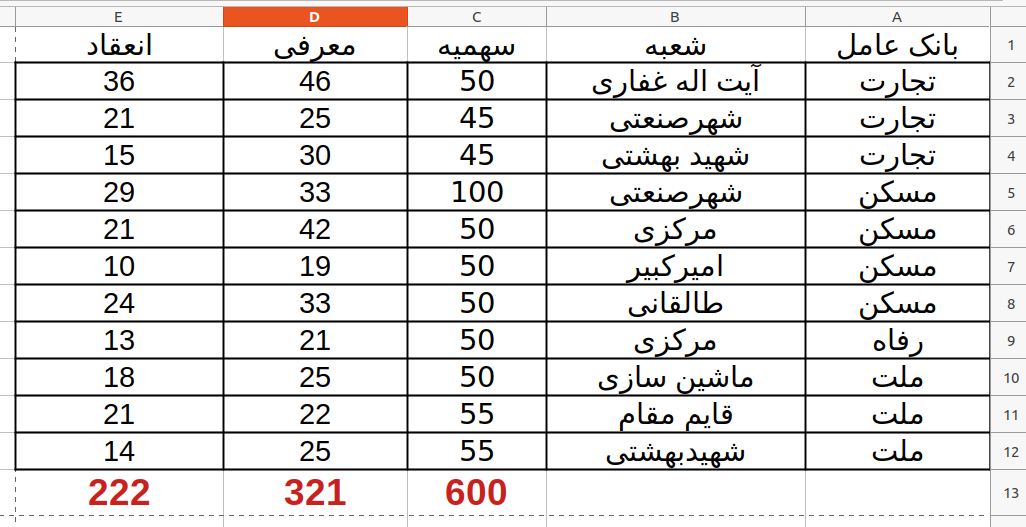 A B C D E
1 بانک عامل شعبه سهمیه معرفی انعقاد
2 تجارت آیت اله غفاری 50 46 36
3 تجارت شهرصنعتی 45 25 21
4 تجارت شهید بهشتی 45 30 15
5 مسکن شهرصنعتی 100 33 29
6 مسکن مرکزی 50 42 21
7 مسکن امیرکبیر 50 19 10
8 مسکن طالقانی 50 33 24
9 رفاه مرکزی 50 21 13
10 ملت ماشین سازی 50 25 18
11 ملت قایم مقام 55 22 21
12 ملت شهیدبهشتی 55 25 14
13 600 321 222